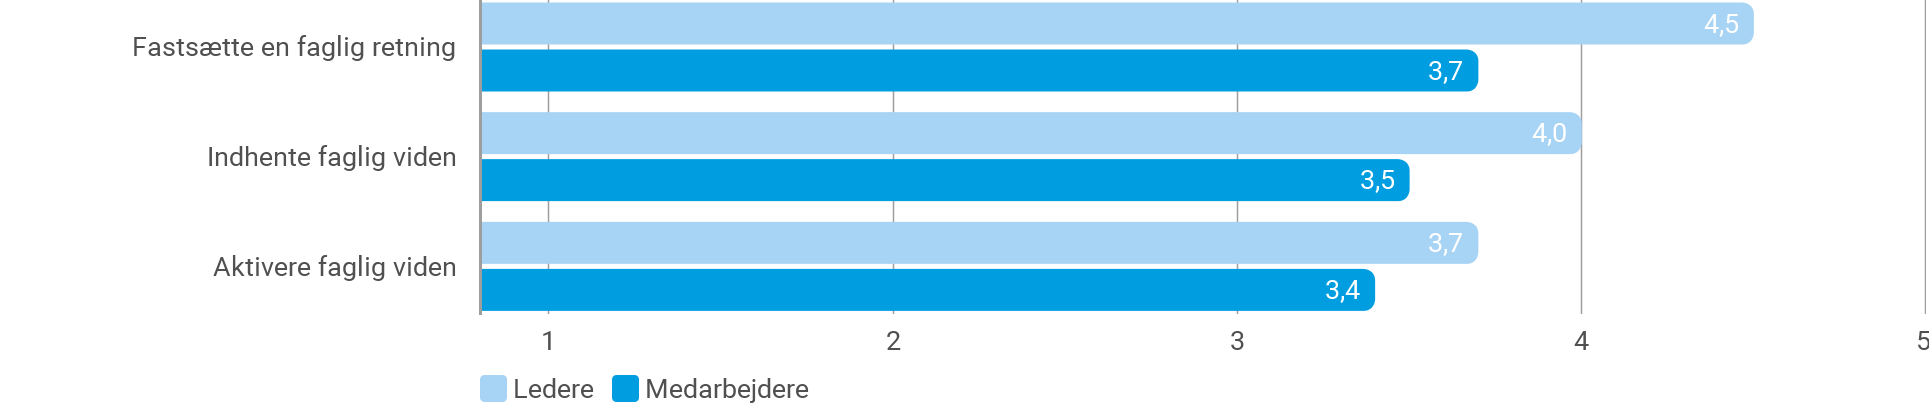 Fastsætte en faglig retning
4,5
3,7
Indhente faglig viden
4,0
3,5
Aktivere faglig viden
3,7
3,4
1 2 3 4 5
Ledere Medarbejdere